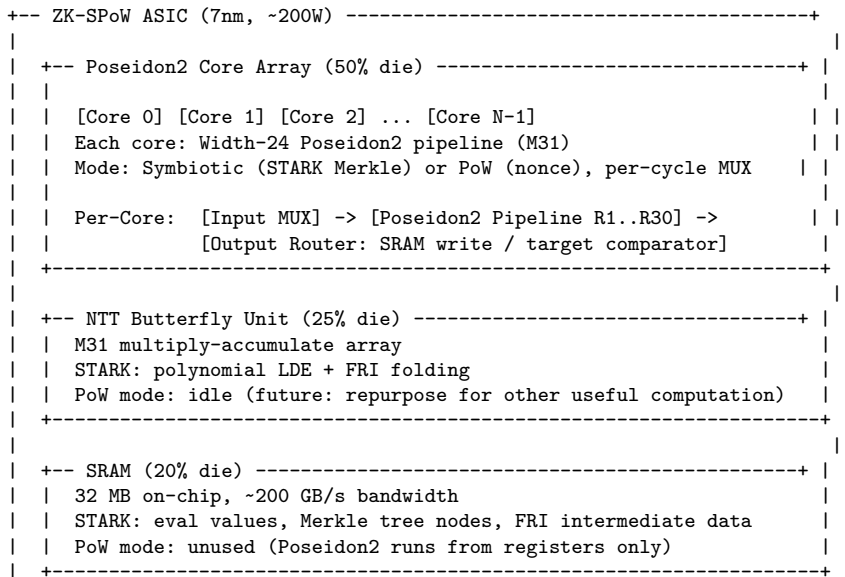 +-- ZK-SPoW ASIC (7nm, ~200W) -----------------------------------------+
|                                                                       |
|  +-- Poseidon2 Core Array (50% die) --------------------------------+ |
|  |                                                                  |
|  |  [Core 0] [Core 1] [Core 2] ... [Core N-1]                       | |
|  |  Each core: Width-24 Poseidon2 pipeline (M31)                    | |
|  |  Mode: Symbiotic (STARK Merkle) or PoW (nonce), per-cycle MUX    | |
|  |                                                                  |
|  |  Per-Core:  [Input MUX] -> [Poseidon2 Pipeline R1..R30] ->       | |
|  |             [Output Router: SRAM write / target comparator]      |
|  +------------------------------------------------------------------+
|                                                                       |
|  +-- NTT Butterfly Unit (25% die) ----------------------------------+ |
|  |  M31 multiply-accumulate array                                   |
|  |  STARK: polynomial LDE + FRI folding                             |
|  |  PoW mode: idle (future: repurpose for other useful computation) |
|  +------------------------------------------------------------------+
|                                                                       |
|  +-- SRAM (20% die) ------------------------------------------------+ |
|  |  32 MB on-chip, ~200 GB/s bandwidth                              |
|  |  STARK: eval values, Merkle tree nodes, FRI intermediate data    |
|  |  PoW mode: unused (Poseidon2 runs from registers only)           |
|  +------------------------------------------------------------------+